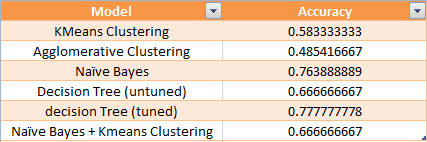 Model Accuracy
KMeans Clustering 0.583333333
Agglomerative Clustering 0.485416667
Naïve Bayes 0.763888889
Decision Tree (untuned) 0.666666667
decision Tree (tuned) 0.777777778
Naïve Bayes + Kmeans Clustering 0.666666667